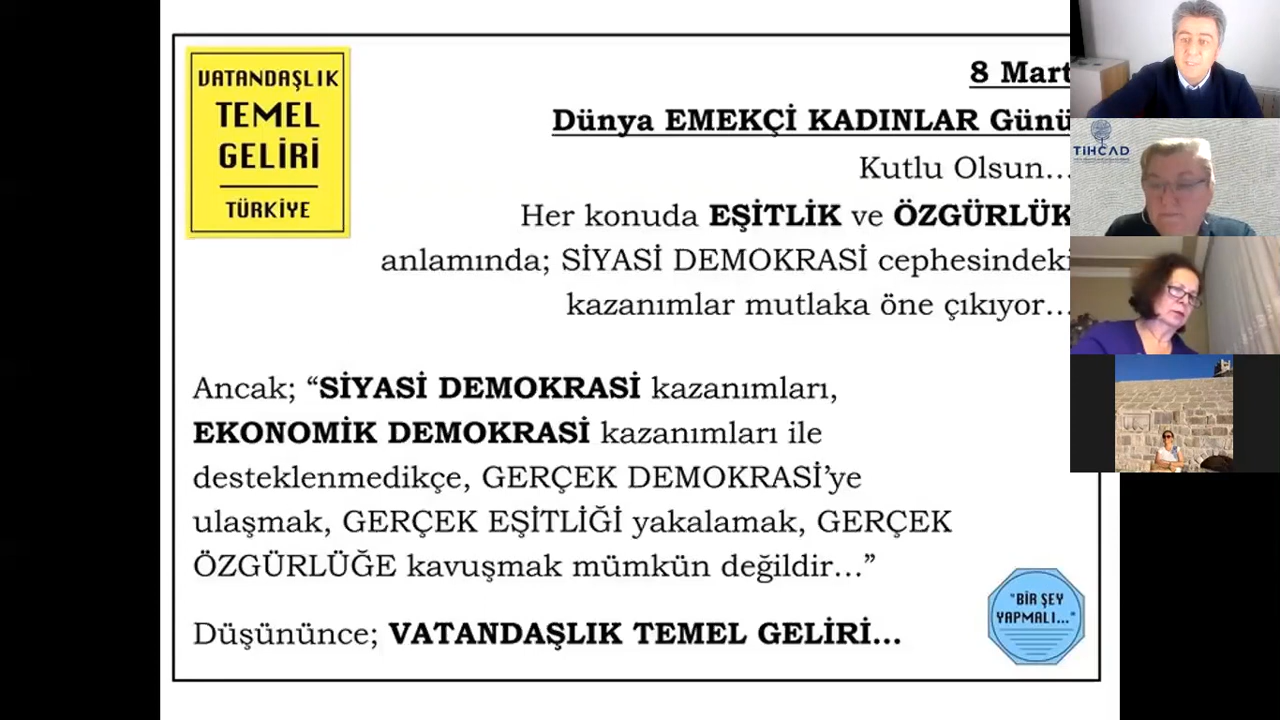 VATANDAŞLIK
TEMEL
GELİRİ
TÜRKİYE
8 Mart
Dünya EMEKÇİ KADINLAR Günü
Kutlu Olsun...
Her konuda EŞİTLİK ve ÖZGÜRLÜK
anlamında; SİYASİ DEMOKRASİ cephesindeki
kazanımlar mutlaka öne çıkıyor...
Ancak; “SİYASİ DEMOKRASİ kazanımları,
EKONOMİK DEMOKRASİ kazanımları ile
desteklenmedikçe, GERÇEK DEMOKRASİ’ye
ulaşmak, GERÇEK EŞİTLİĞİ yakalamak, GERÇEK
ÖZGÜRLÜĞE kavuşmak mümkün değildir...”
Düşününce; VATANDAŞLIK TEMEL GELİRİ...
"BİR ŞEY
YAPMALI..."
TİHCAD